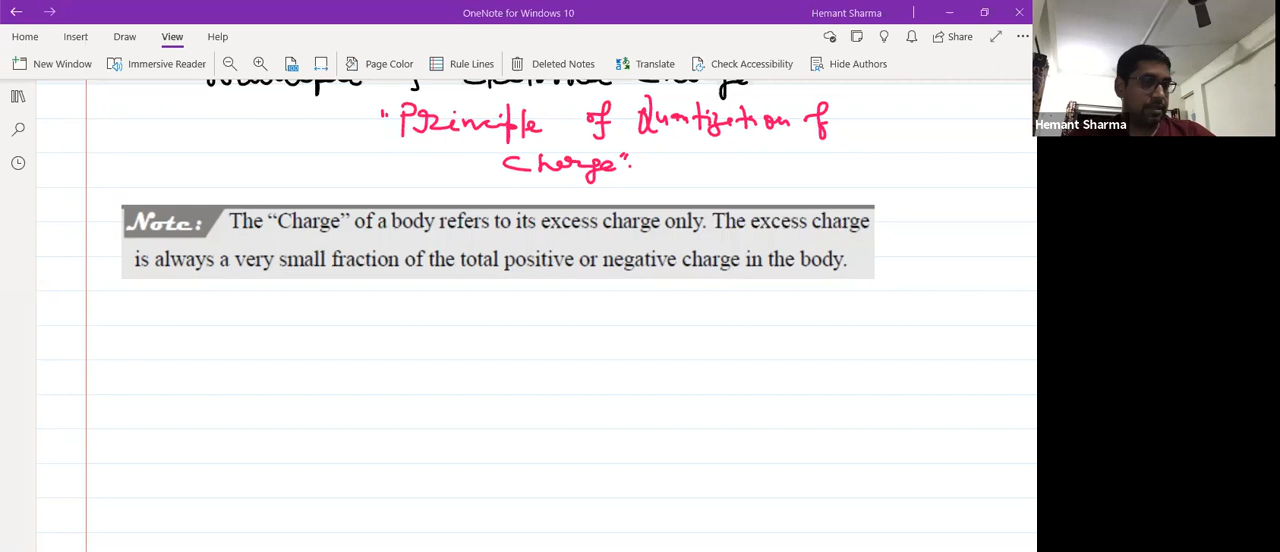 OneNote for Windows 10
Hemant Sharma
Home Insert Draw View Help
Share
New Window Immersive Reader Page Color Rule Lines Deleted Notes Translate Check Accessibility Hide Authors
Charge
"Principle of Quantization of
Charge".
Note: The “Charge” of a body refers to its excess charge only. The excess charge
is always a very small fraction of the total positive or negative charge in the body.
Hemant Sharma